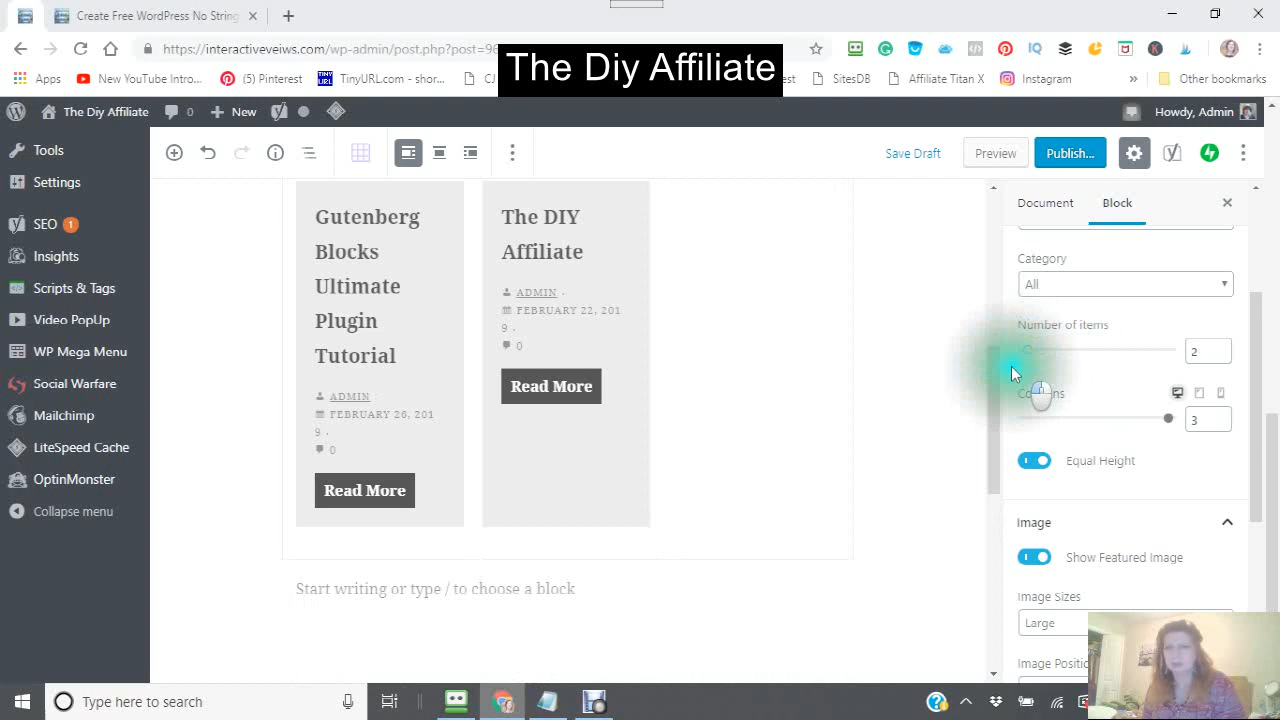 Create Free WordPress:No String
https://interactiveveiws.com/wp-admin/post.php?post=96
The Diy Affiliate
Apps
New YouTube Intro...
(5) Pinterest
TinyURL.com - shor...
CJ
SitesDB
Affiliate Titan X
Instagram
»
Other bookmarks
The DIY Affiliate
0
New
Howdy, Admin
Tools
Settings
SEO 1
Insights
Scripts & Tags
Video PopUp
WP Mega Menu
Social Warfare
Mailchimp
LiteSpeed Cache
OptinMonster
Collapse menu
Save Draft
Preview
Publish...
Gutenberg
Blocks
Ultimate
Plugin
Tutorial
ADMIN ·
FEBRUARY 26, 201
9 ·
0
Read More
The DIY
Affiliate
ADMIN ·
FEBRUARY 22, 201
9 ·
0
Read More
Start writing or type / to choose a block
Document
Block
Category
All
Number of items
2
3
Equal Height
Image
Show Featured Image
Image Sizes
Large
Image Positi
Type here to search